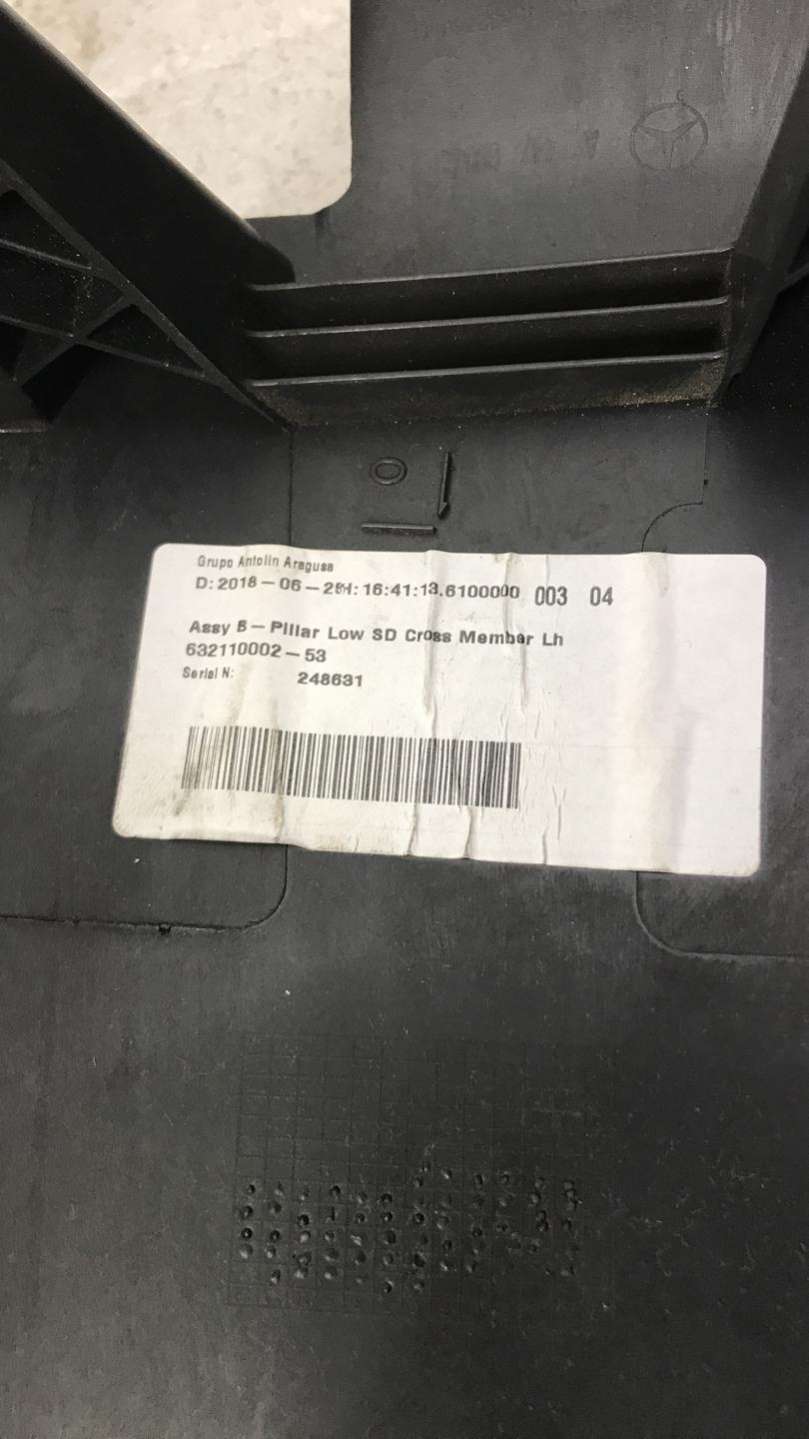 Grupo Antolin Aragusa
D: 2018-06-28H: 16:41:13.6100000 003 04
Assy B-Pillar Low SD Cross Member Lh
632110002-53
Serial N: 248631